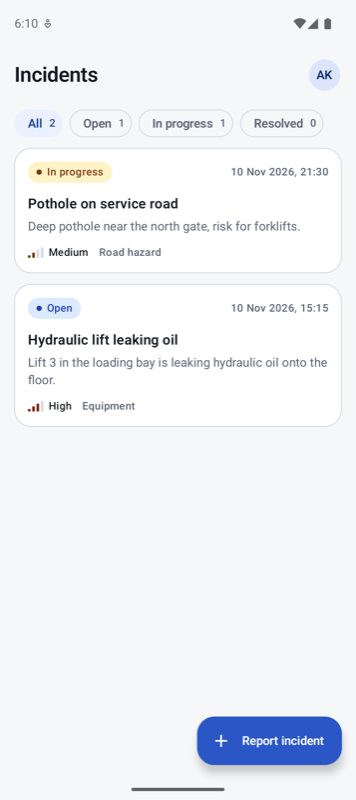 6:10
Incidents
AK
All 2
Open 1
In progress 1
Resolved 0
In progress
10 Nov 2026, 21:30
Pothole on service road
Deep pothole near the north gate, risk for forklifts.
Medium Road hazard
Open
10 Nov 2026, 15:15
Hydraulic lift leaking oil
Lift 3 in the loading bay is leaking hydraulic oil onto the
floor.
High Equipment
+ Report incident